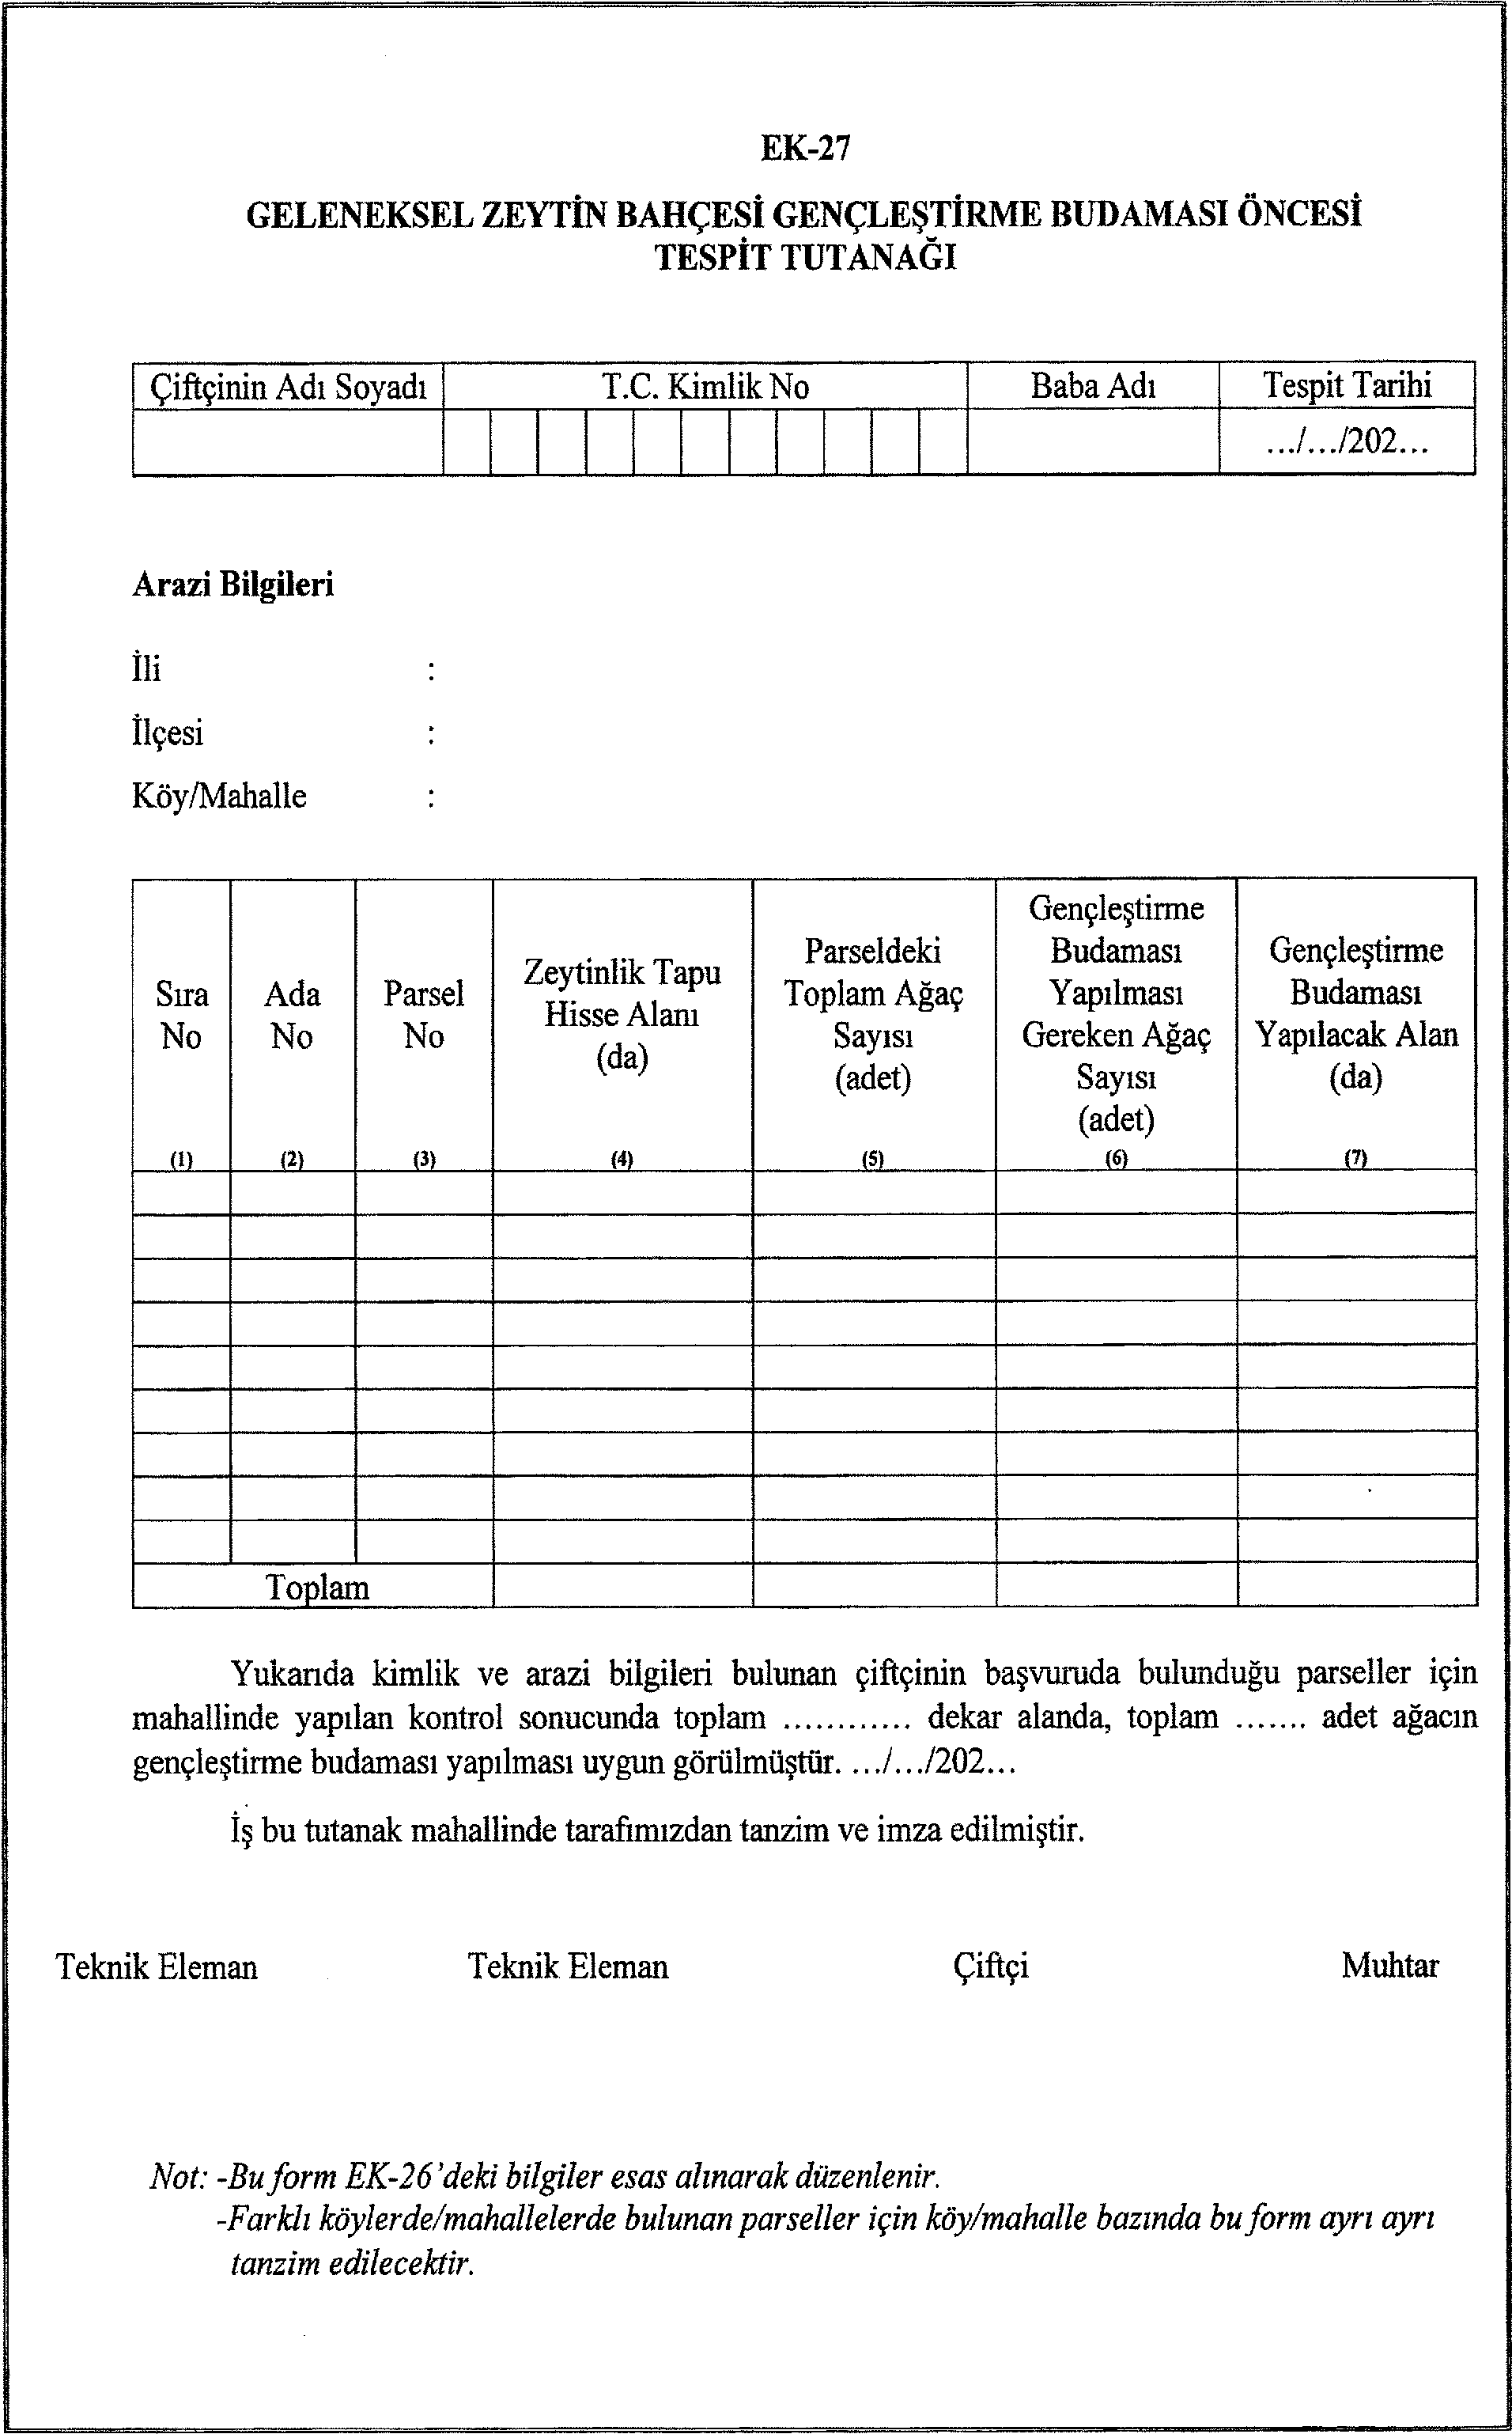 EK-27
GELENEKSEL ZEYTİN BAHÇESİ GENÇLEŞTİRME BUDAMASI ÖNCESİ
TESPİT TUTANAĞI
Çiftçinin Adı Soyadı T.C. Kimlik No Baba Adı Tespit Tarihi
.../.../202...
Arazi Bilgileri
İli :
İlçesi :
Köy/Mahalle :
Sıra No (1)
Ada No (2)
Parsel No (3)
Zeytinlik Tapu
Hisse Alanı
(da)
(4)
Parseldeki
Toplam Ağaç
Sayısı
(adet)
(5)
Gençleştirme
Budaması
Yapılması
Gereken Ağaç
Sayısı
(adet)
(6)
Gençleştirme
Budaması
Yapılacak Alan
(da)
(7)
Toplam
Yukarıda kimlik ve arazi bilgileri bulunan çiftçinin başvuruda bulunduğu parseller için
mahallinde yapılan kontrol sonucunda toplam ............ dekar alanda, toplam ....... adet ağacın
gençleştirme budaması yapılması uygun görülmüştür. .../.../202...
İş bu tutanak mahallinde tarafımızdan tanzim ve imza edilmiştir.
Teknik Eleman Teknik Eleman Çiftçi Muhtar
Not: -Bu form EK-26'deki bilgiler esas alınarak düzenlenir.
-Farklı köylerde/mahallelerde bulunan parseller için köy/mahalle bazında bu form ayrı ayrı
tanzim edilecektir.